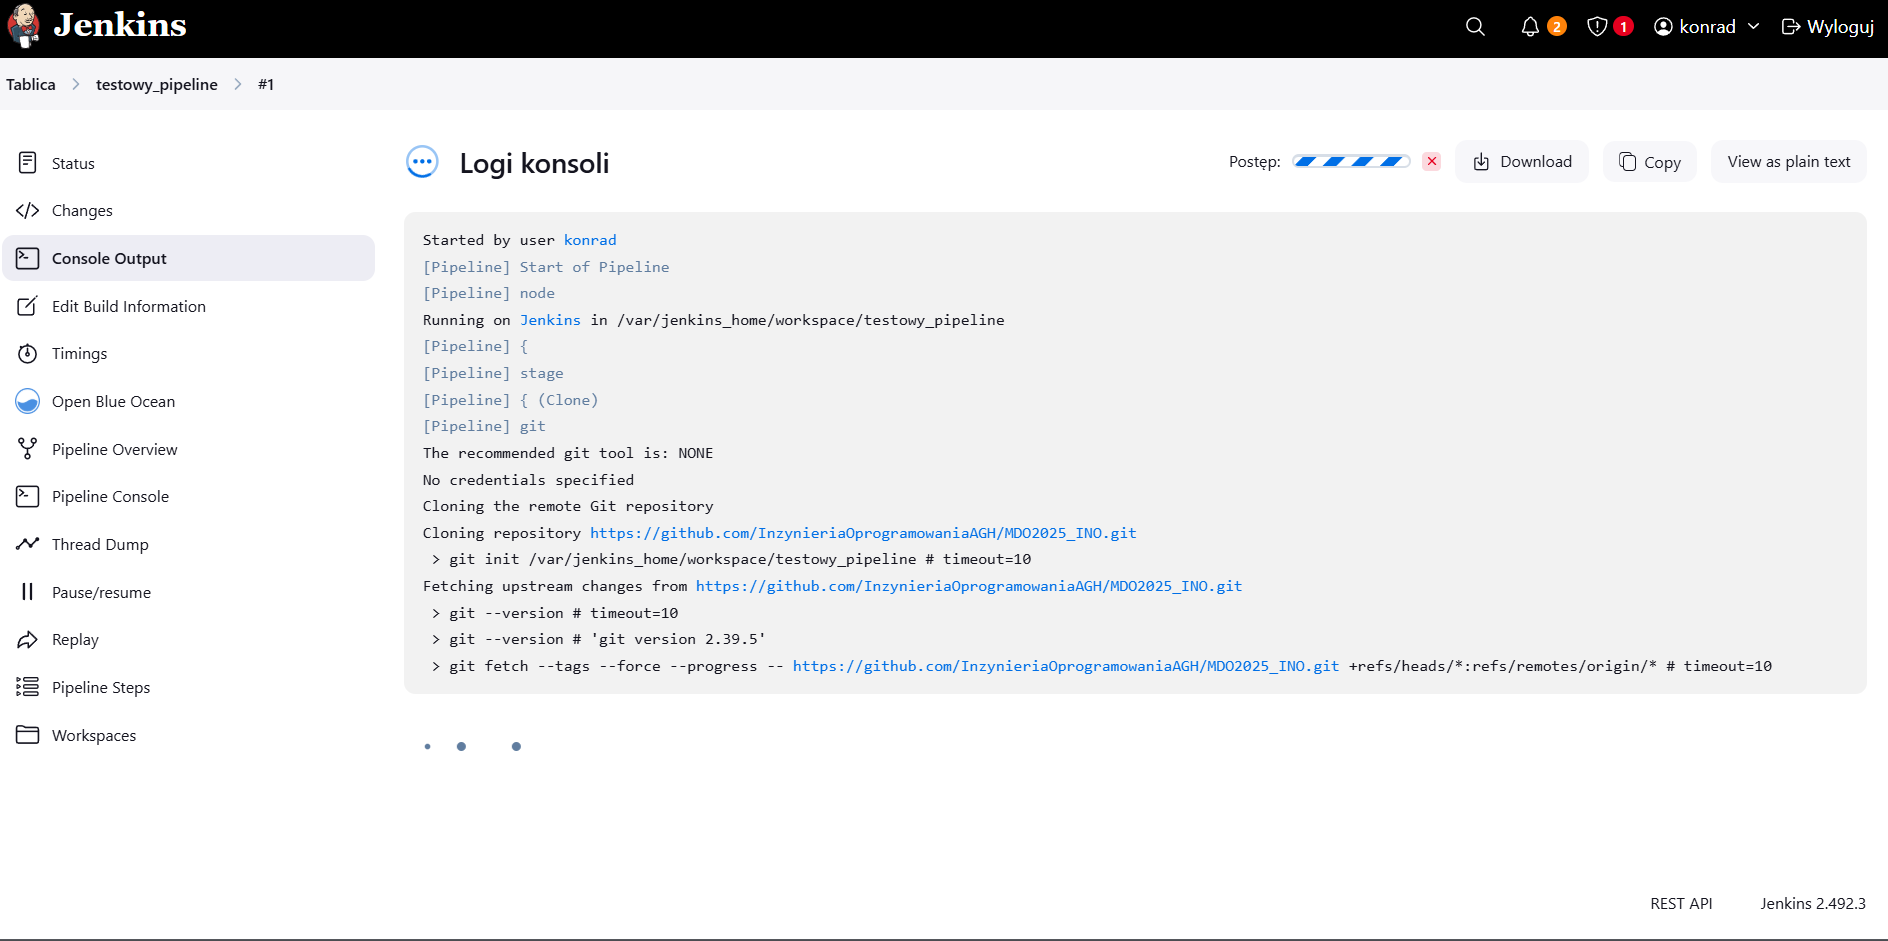 Jenkins
2
1
konrad
Wyloguj
Tablica
testowy_pipeline
#1
Status
Changes
Console Output
Edit Build Information
Timings
Open Blue Ocean
Pipeline Overview
Pipeline Console
Thread Dump
Pause/resume
Replay
Pipeline Steps
Workspaces
Logi konsoli
Postęp:
Download
Copy
View as plain text
Started by user konrad
[Pipeline] Start of Pipeline
[Pipeline] node
Running on Jenkins in /var/jenkins_home/workspace/testowy_pipeline
[Pipeline] {
[Pipeline] stage
[Pipeline] { (Clone)
[Pipeline] git
The recommended git tool is: NONE
No credentials specified
Cloning the remote Git repository
Cloning repository https://github.com/InzynieriaOprogramowaniaAGH/MDO2025_INO.git
> git init /var/jenkins_home/workspace/testowy_pipeline # timeout=10
Fetching upstream changes from https://github.com/InzynieriaOprogramowaniaAGH/MDO2025_INO.git
> git --version # timeout=10
> git --version # 'git version 2.39.5'
> git fetch --tags --force --progress -- https://github.com/InzynieriaOprogramowaniaAGH/MDO2025_INO.git +refs/heads/*:refs/remotes/origin/* # timeout=10
REST API
Jenkins 2.492.3